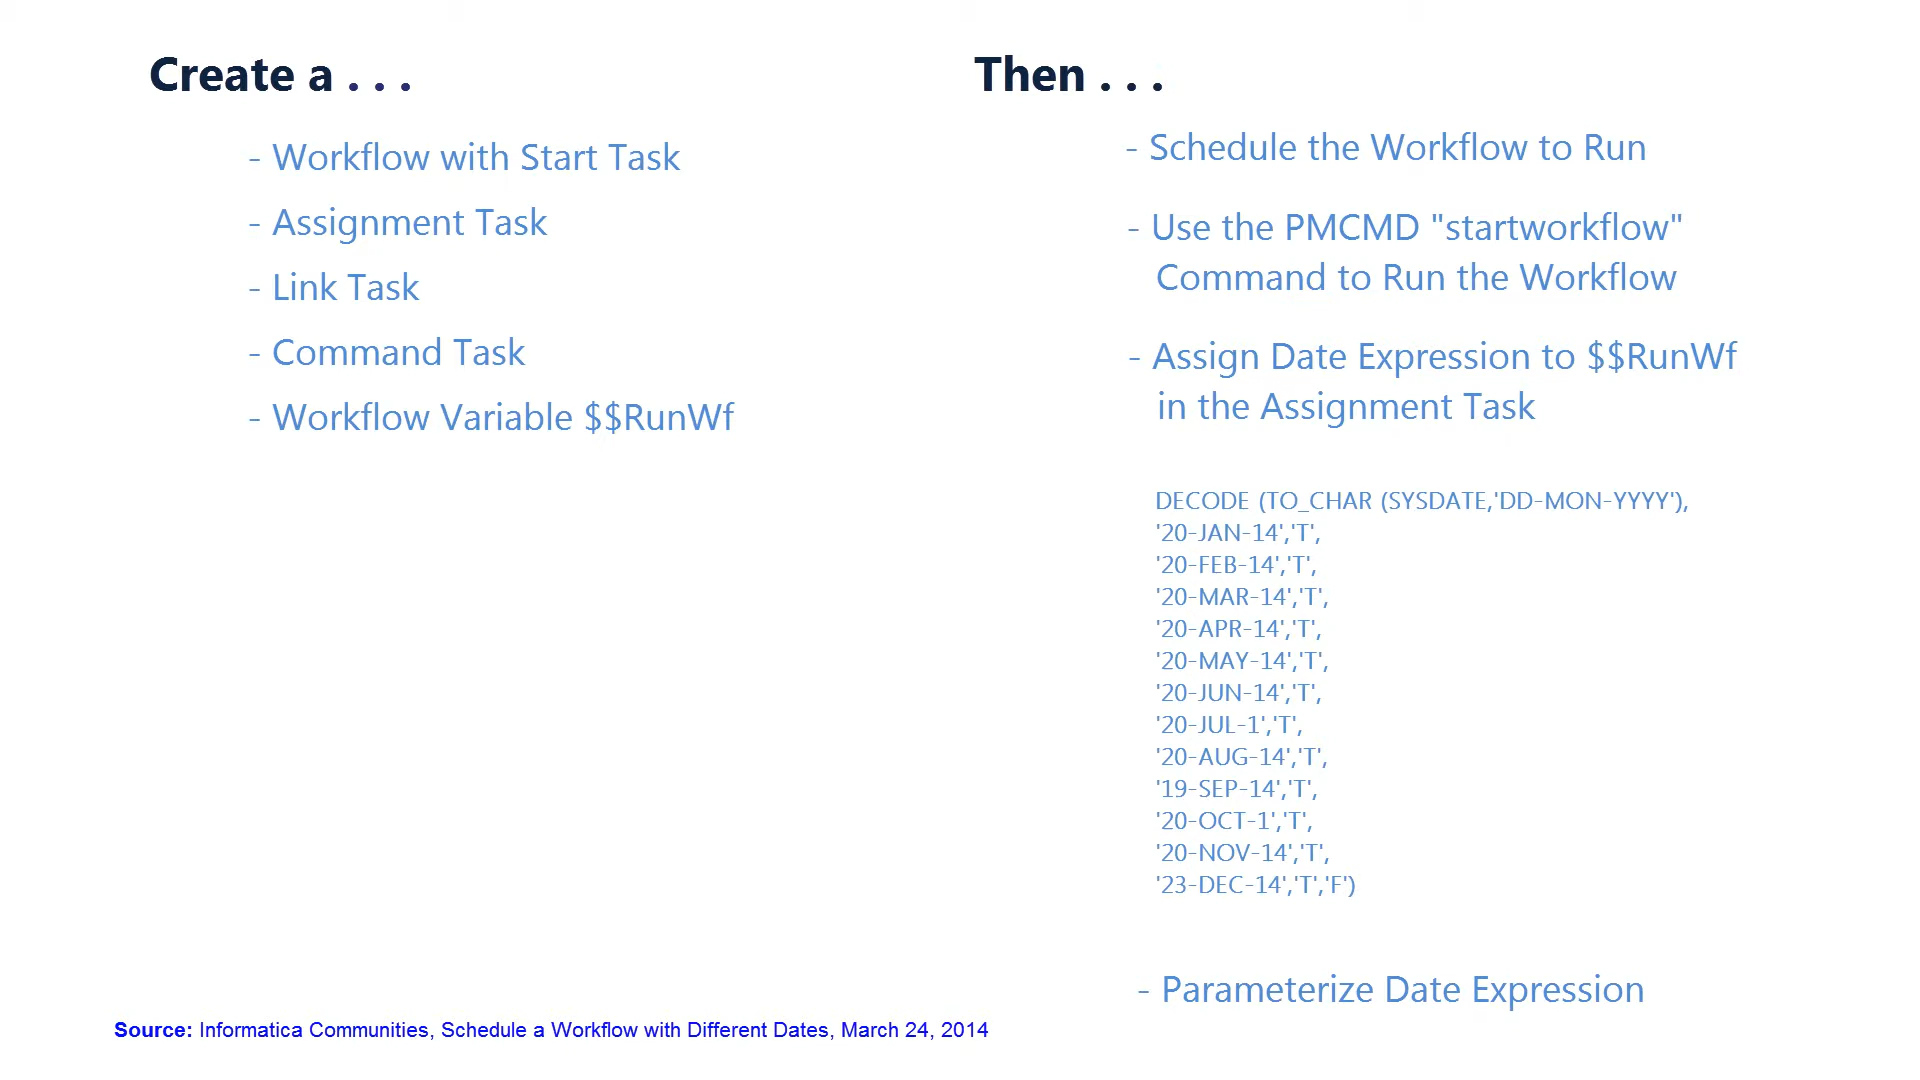 Create a . . .
- Workflow with Start Task
- Assignment Task
- Link Task
- Command Task
- Workflow Variable $$RunWf
Then . . .
- Schedule the Workflow to Run
- Use the PMCMD "startworkflow"
Command to Run the Workflow
- Assign Date Expression to $$RunWf
in the Assignment Task
DECODE (TO_CHAR (SYSDATE,'DD-MON-YYYY'),
'20-JAN-14','T',
'20-FEB-14','T',
'20-MAR-14','T',
'20-APR-14','T',
'20-MAY-14','T',
'20-JUN-14','T',
'20-JUL-1','T',
'20-AUG-14','T',
'19-SEP-14','T',
'20-OCT-1','T',
'20-NOV-14','T',
'23-DEC-14','T','F')
- Parameterize Date Expression
Source: Informatica Communities, Schedule a Workflow with Different Dates, March 24, 2014